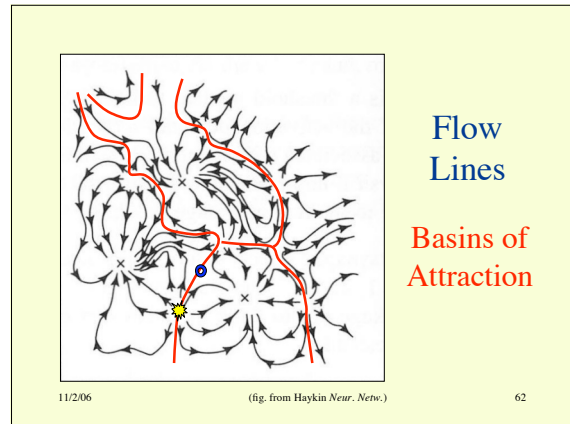 Flow
Lines
Basins of
Attraction
11/2/06
(fig. from Haykin Neur. Netw.)
62